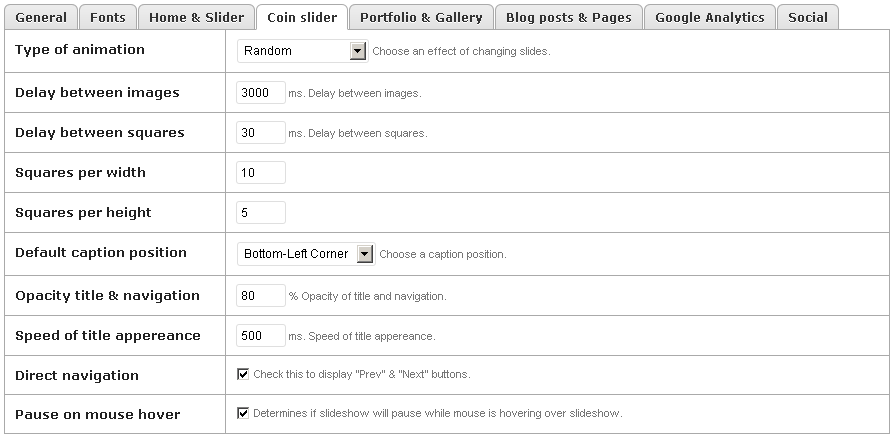 General Fonts Home & Slider Coin slider Portfolio & Gallery Blog posts & Pages Google Analytics Social
Type of animation Random Choose an effect of changing slides.
Delay between images 3000 ms. Delay between images.
Delay between squares 30 ms. Delay between squares.
Squares per width 10
Squares per height 5
Default caption position Bottom-Left Corner Choose a caption position.
Opacity title & navigation 80 % Opacity of title and navigation.
Speed of title appereance 500 ms. Speed of title appereance.
Direct navigation Check this to display "Prev" & "Next" buttons.
Pause on mouse hover Determines if slideshow will pause while mouse is hovering over slideshow.